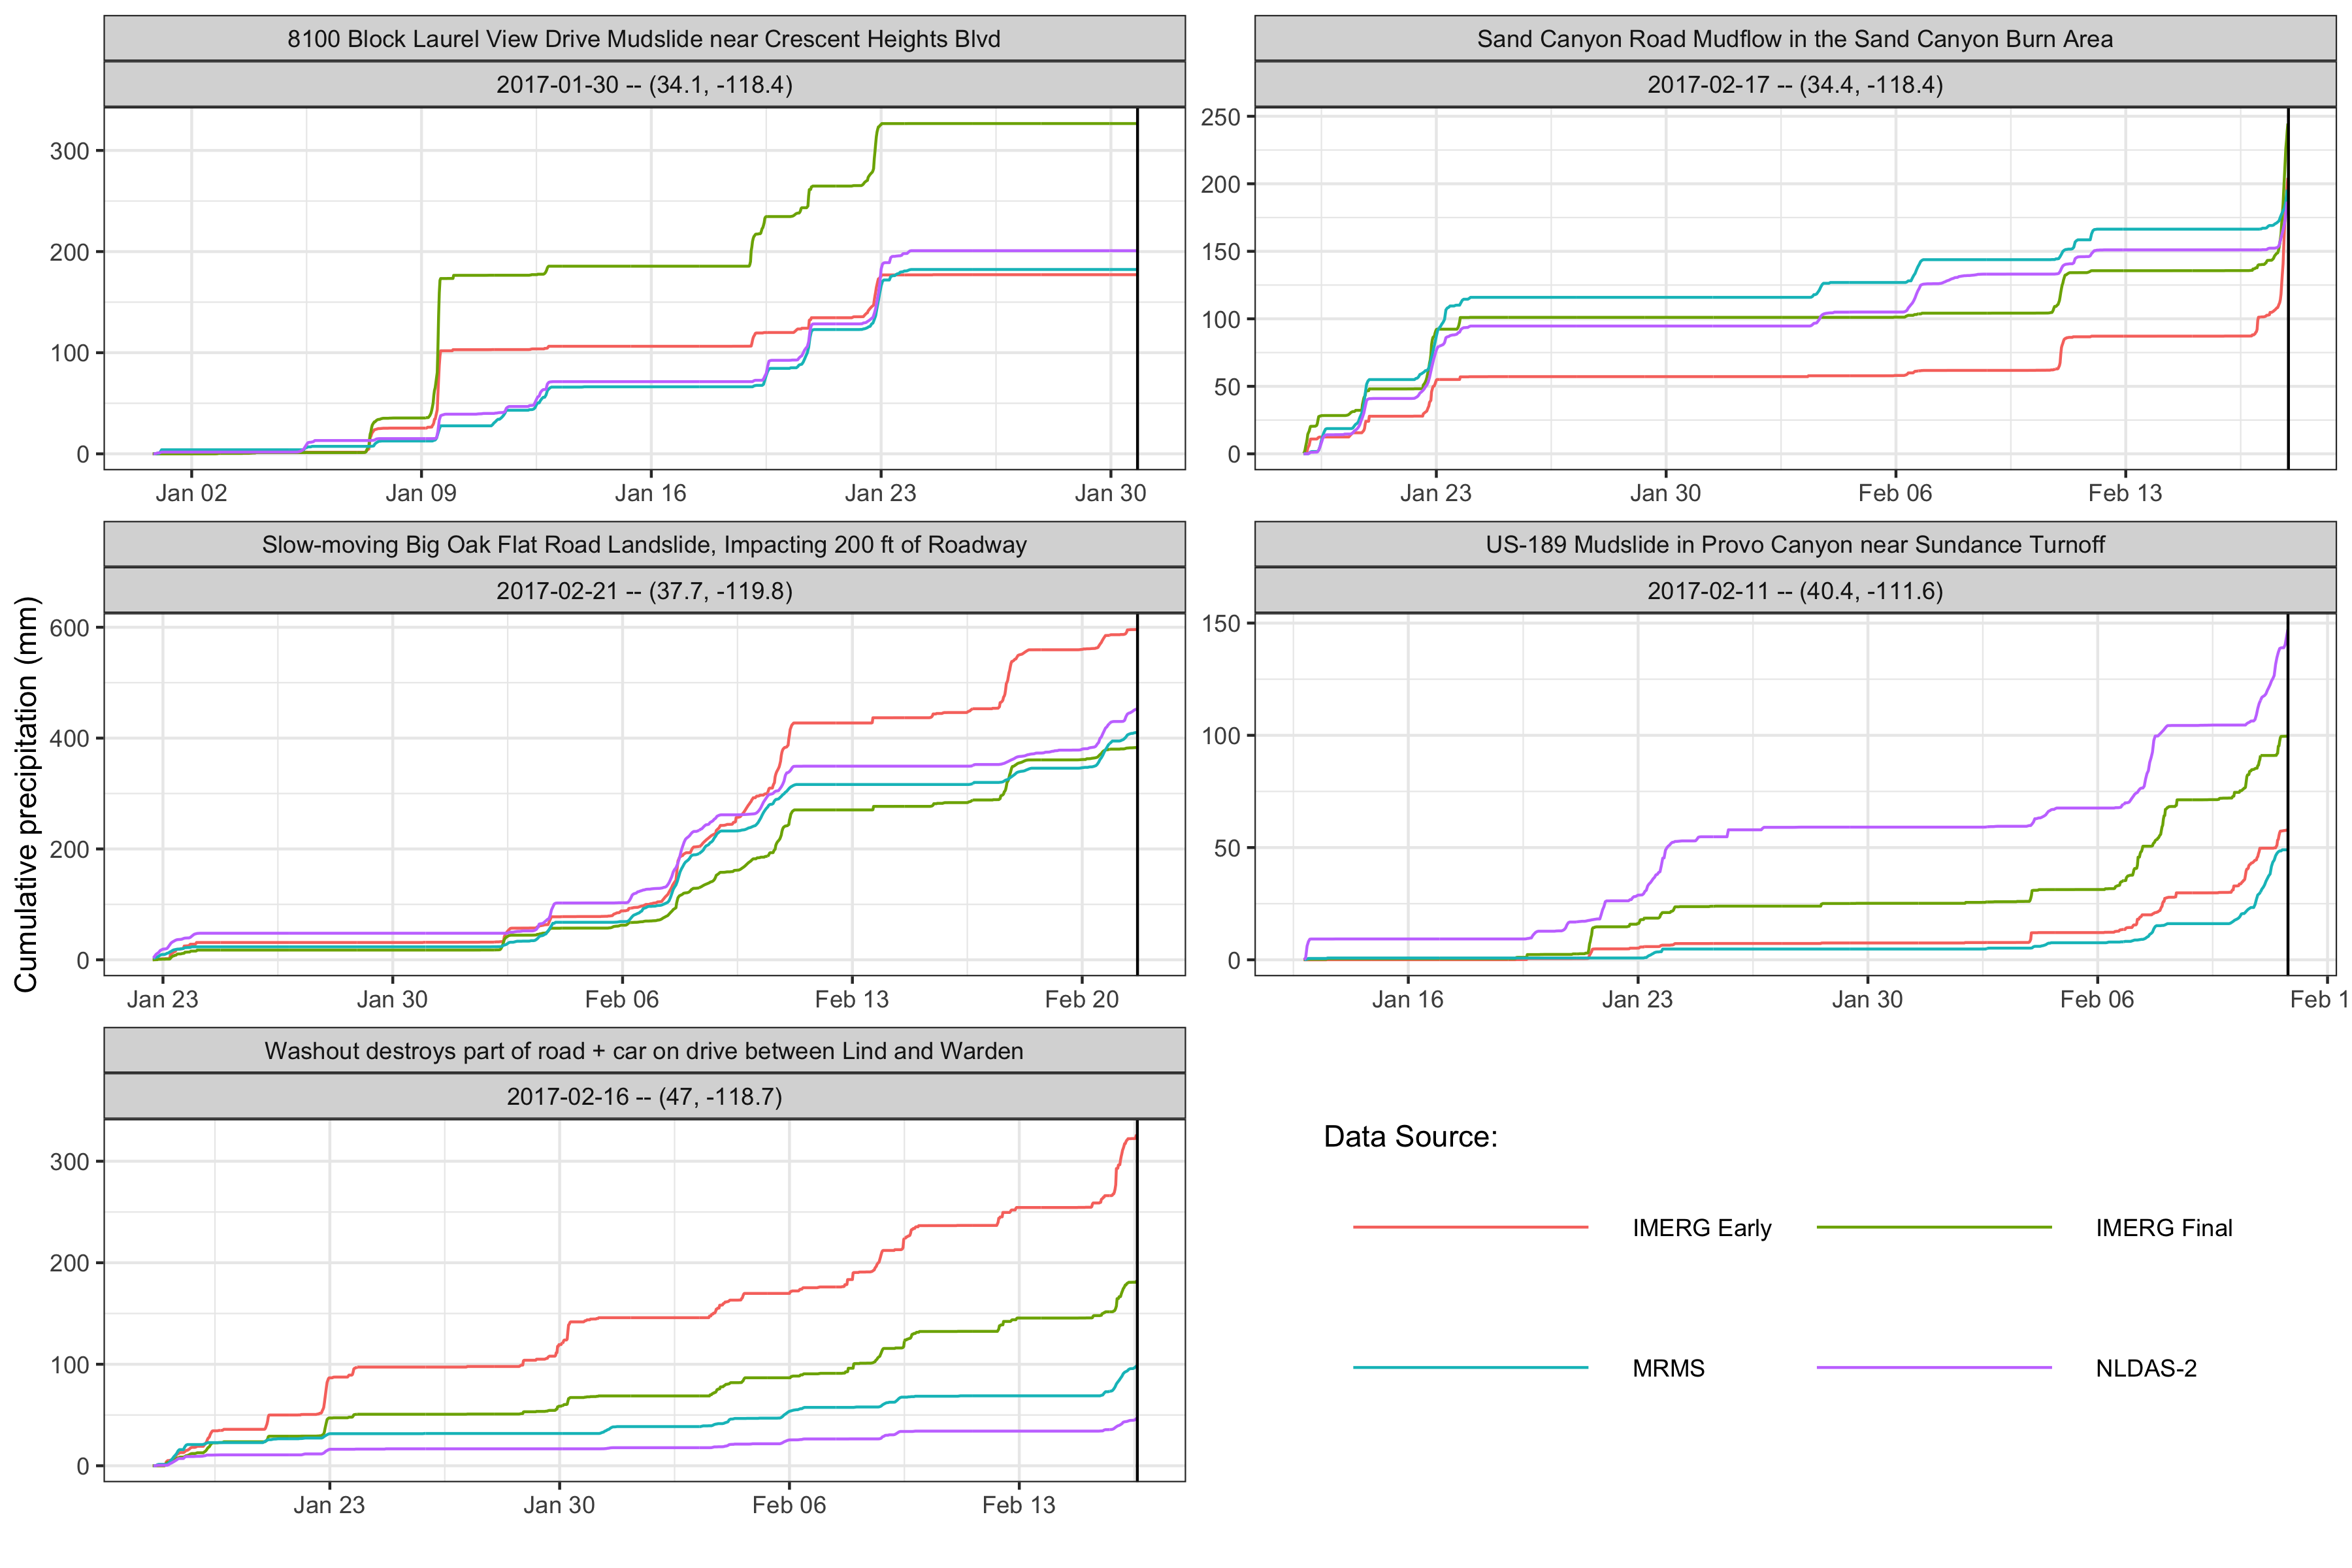 8100 Block Laurel View Drive Mudslide near Crescent Heights Blvd
2017-01-30 -- (34.1, -118.4)
300
200
100
0
Jan 02 Jan 09 Jan 16 Jan 23 Jan 30
Sand Canyon Road Mudflow in the Sand Canyon Burn Area
2017-02-17 -- (34.4, -118.4)
250
200
150
100
50
0
Jan 23 Jan 30 Feb 06 Feb 13
Cumulative precipitation (mm)
Slow-moving Big Oak Flat Road Landslide, Impacting 200 ft of Roadway
2017-02-21 -- (37.7, -119.8)
600
400
200
0
Jan 23 Jan 30 Feb 06 Feb 13 Feb 20
US-189 Mudslide in Provo Canyon near Sundance Turnoff
2017-02-11 -- (40.4, -111.6)
150
100
50
0
Jan 16 Jan 23 Jan 30 Feb 06 Feb 1
Washout destroys part of road + car on drive between Lind and Warden
2017-02-16 -- (47, -118.7)
300
200
100
0
Jan 23 Jan 30 Feb 06 Feb 13
Data Source:
IMERG Early IMERG Final
MRMS NLDAS-2